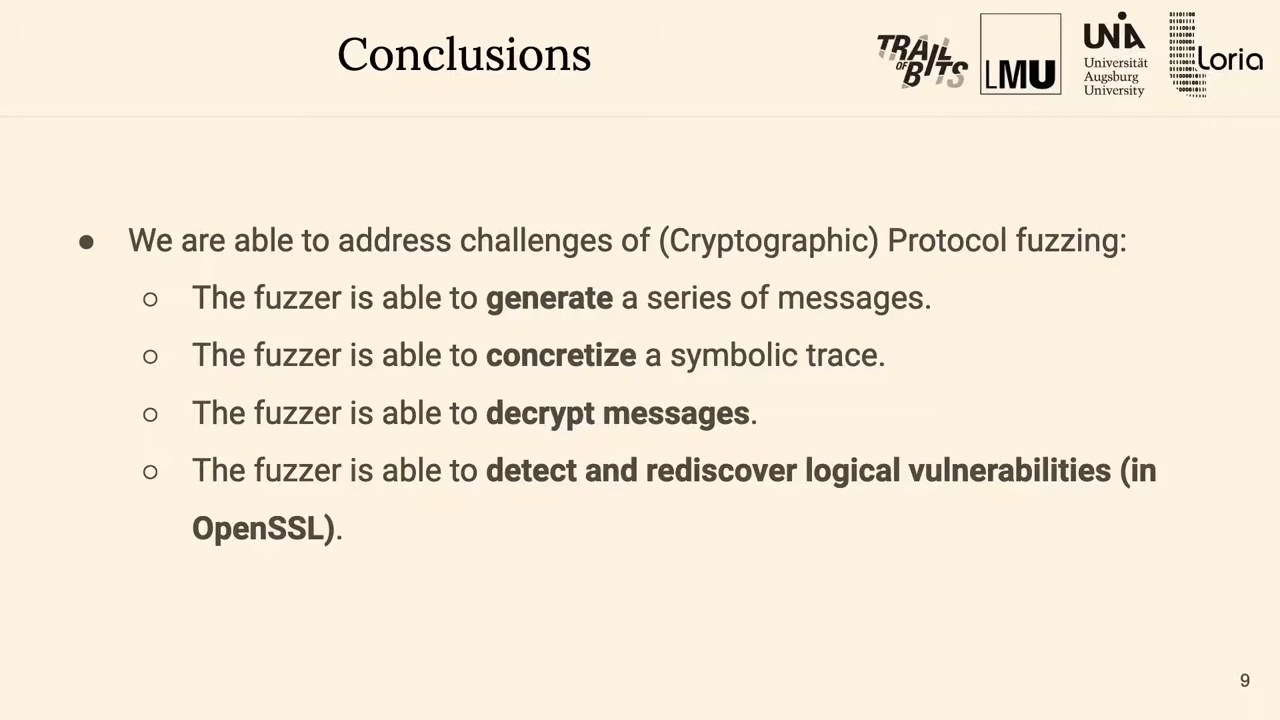 Conclusions
TRAIL
OF
BITS
LMU
UNIA
Universität
Augsburg
University
Loria
● We are able to address challenges of (Cryptographic) Protocol fuzzing:
○ The fuzzer is able to generate a series of messages.
○ The fuzzer is able to concretize a symbolic trace.
○ The fuzzer is able to decrypt messages.
○ The fuzzer is able to detect and rediscover logical vulnerabilities (in
OpenSSL).
9